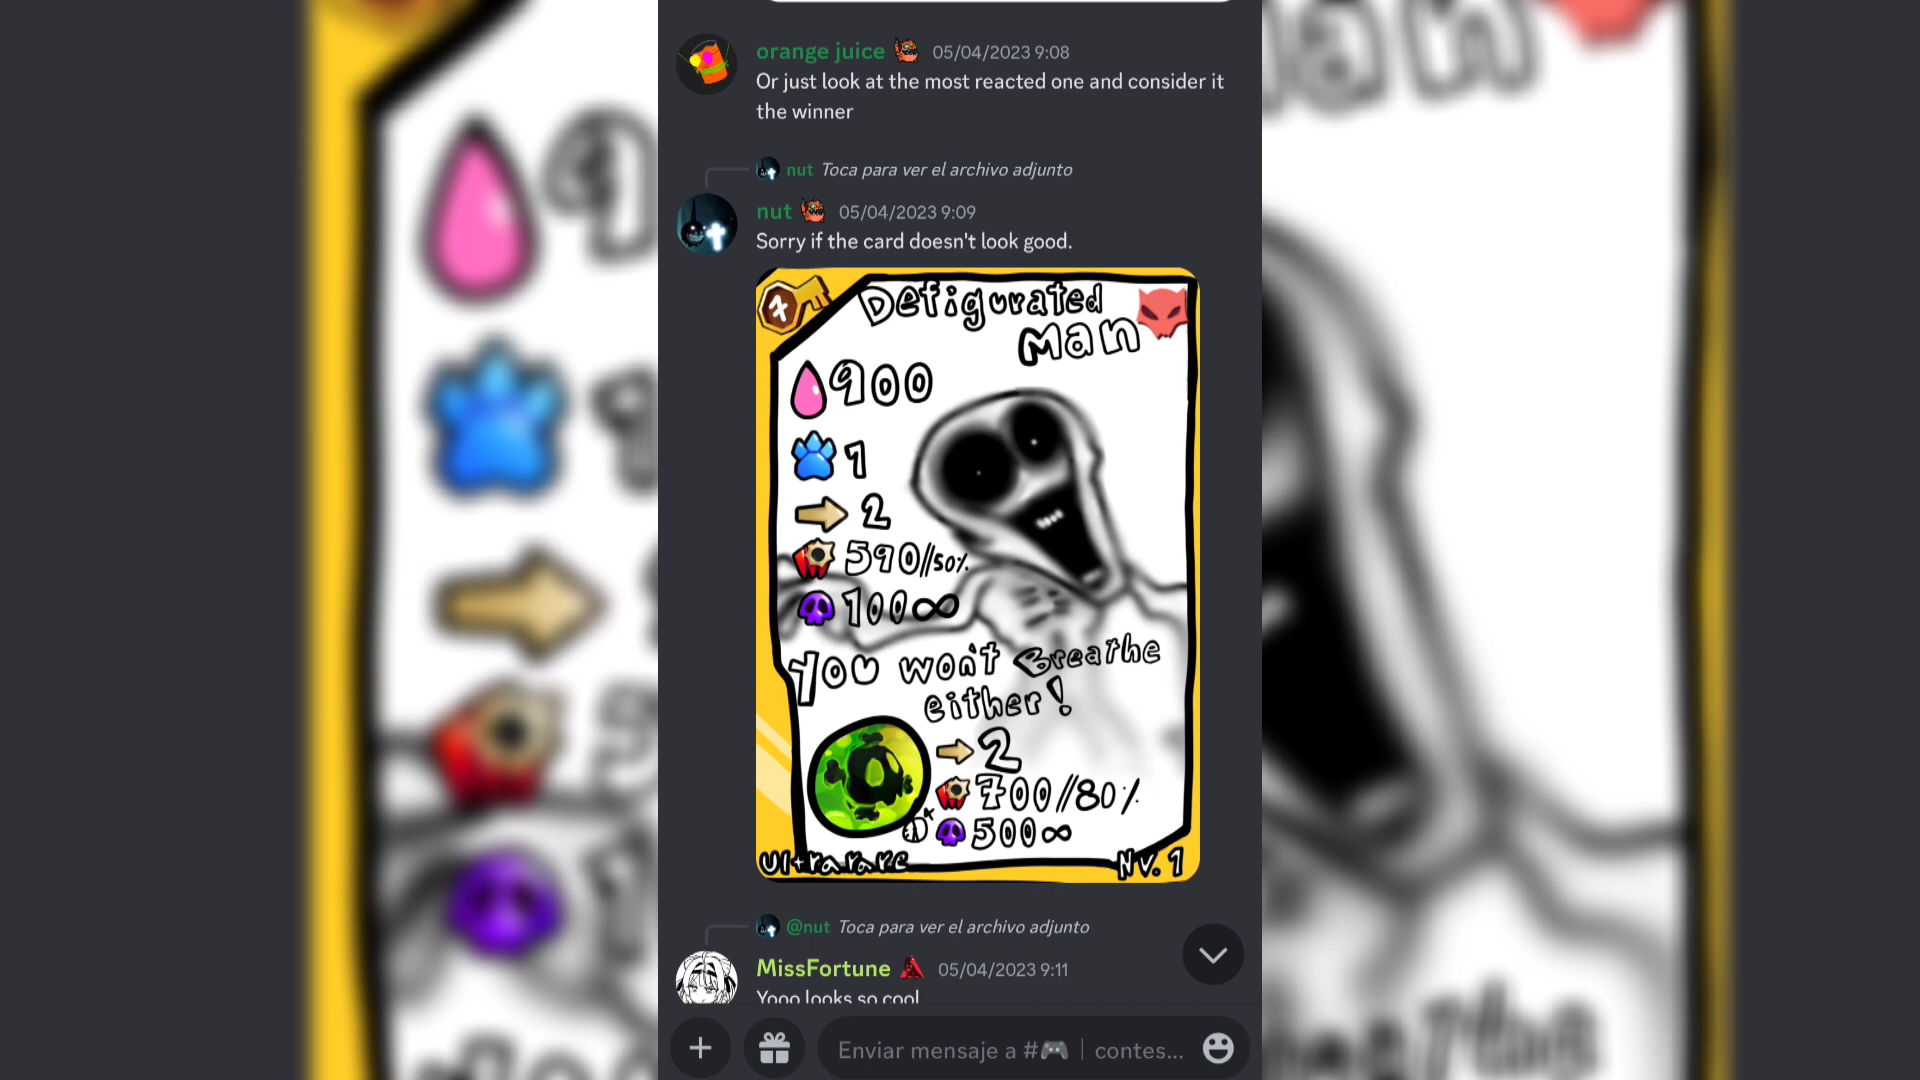 orange juice 05/04/2023 9:08
Or just look at the most reacted one and consider it
the winner
nut Toca para ver el archivo adjunto
nut 05/04/2023 9:09
Sorry if the card doesn't look good.
7
Defigurated
Man
900
1
2
590//50%
100∞
You won't Breathe
either!
2
700//80%
500∞
Ultrarare
Nv. 1
@nut Toca para ver el archivo adjunto
MissFortune 05/04/2023 9:11
Yooo looks so cool
Enviar mensaje a #🎮 | contes...